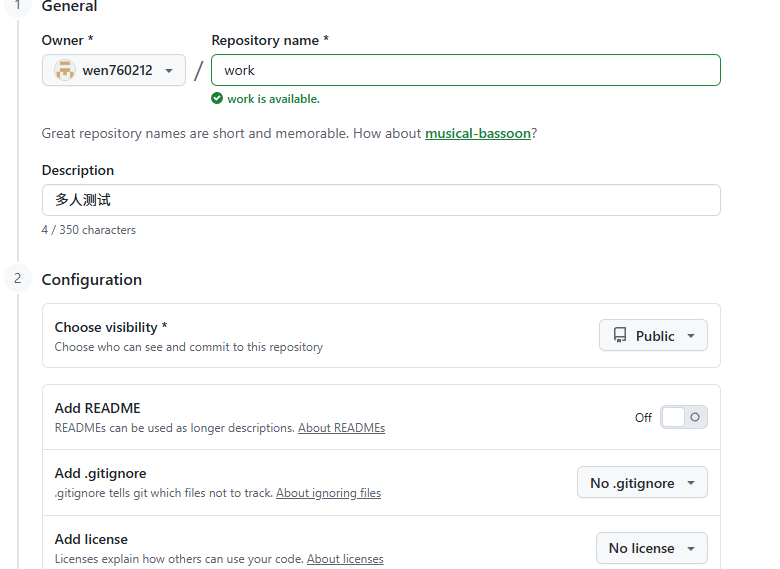 1 General
Owner * Repository name *
wen760212 / work
work is available.
Great repository names are short and memorable. How about musical-bassoon?
Description
多人测试
4 / 350 characters
2 Configuration
Choose visibility *
Choose who can see and commit to this repository
Public
Add README
READMEs can be used as longer descriptions. About READMEs
Off
Add .gitignore
.gitignore tells git which files not to track. About ignoring files
No .gitignore
Add license
Licenses explain how others can use your code. About licenses
No license